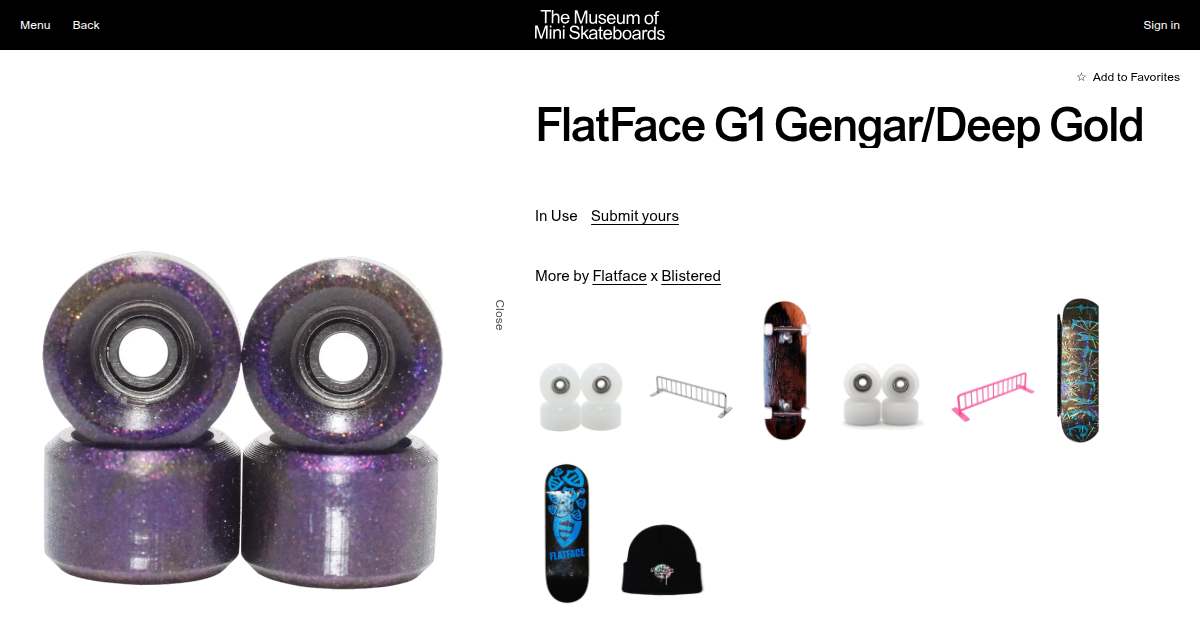 Menu
Back
The Museum of
Mini Skateboards
Sign in
☆ Add to Favorites
FlatFace G1 Gengar/Deep Gold
In Use Submit yours
More by Flatface x Blistered
Close
FLATFACE